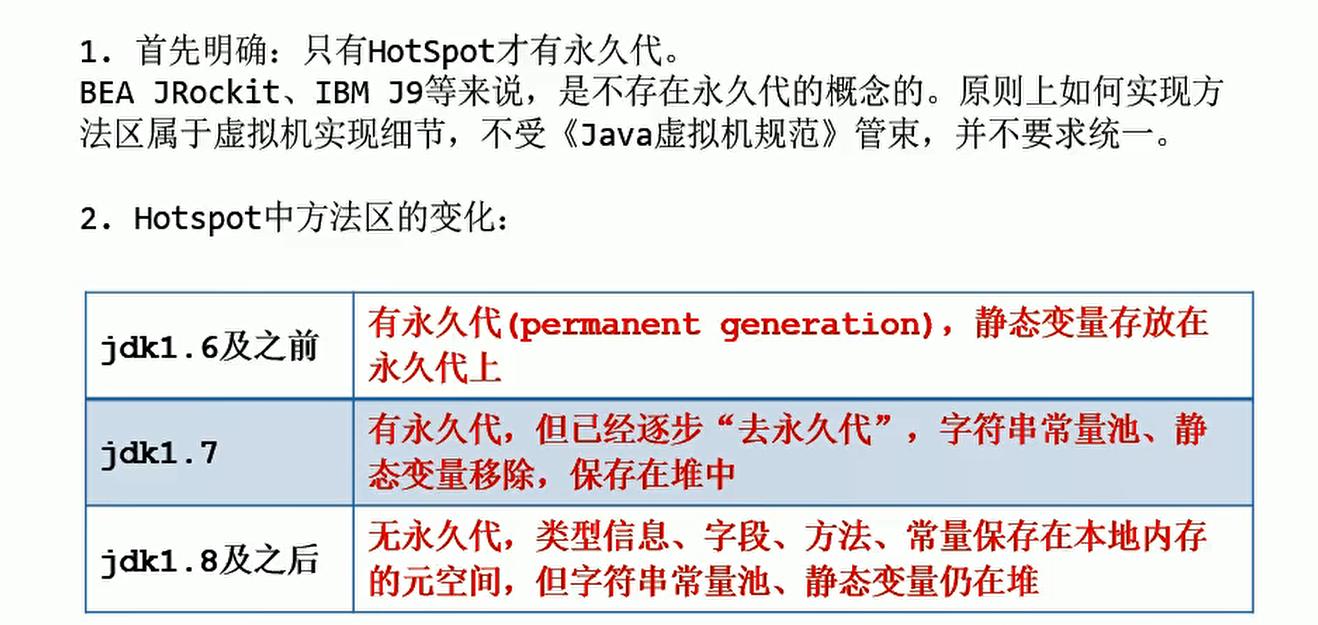 1. 首先明确：只有HotSpot才有永久代。
BEA JRockit、IBM J9等来说，是不存在永久代的概念的。原则上如何实现方
法区属于虚拟机实现细节，不受《Java虚拟机规范》管束，并不要求统一。
2. Hotspot中方法区的变化：
jdk1.6及之前
有永久代(permanent generation)，静态变量存放在
永久代上
jdk1.7
有永久代，但已经逐步“去永久代”，字符串常量池、静
态变量移除，保存在堆中
jdk1.8及之后
无永久代，类型信息、字段、方法、常量保存在本地内存
的元空间，但字符串常量池、静态变量仍在堆